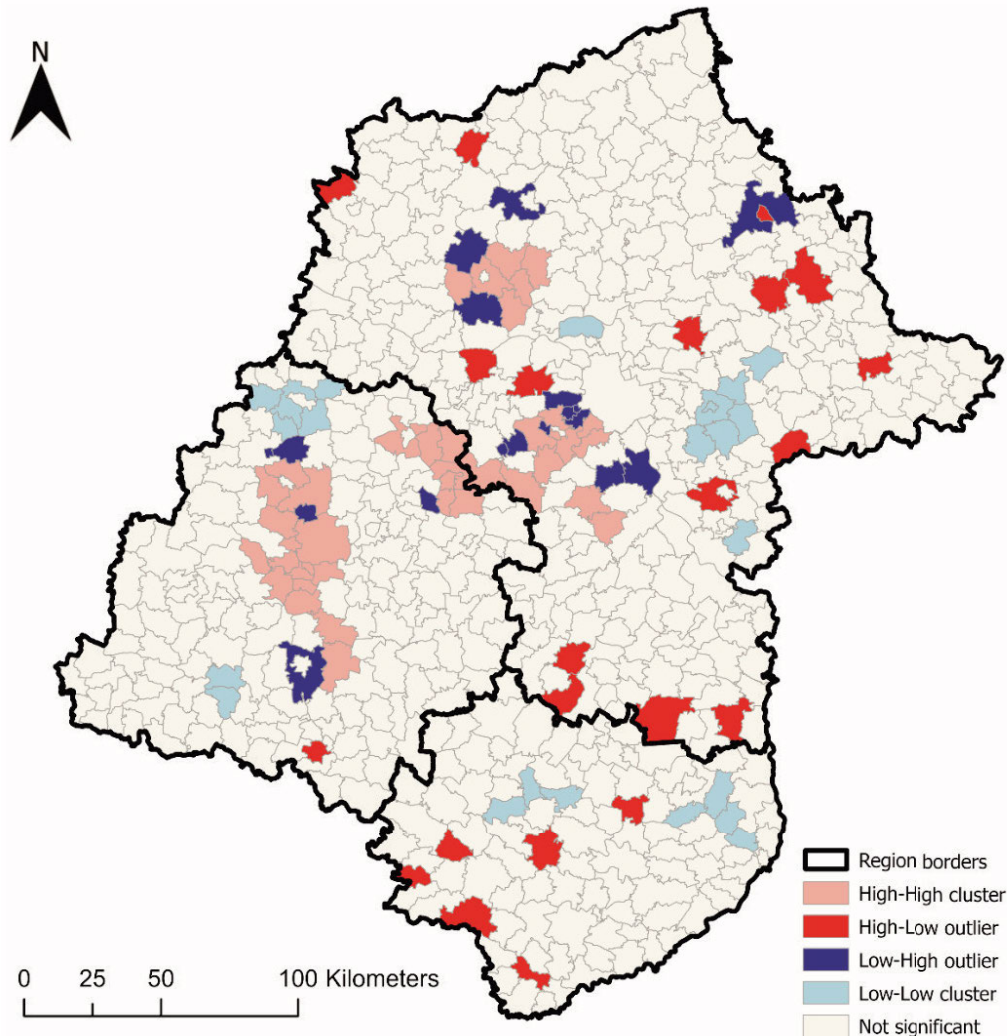 N
Region borders
High-High cluster
High-Low outlier
Low-High outlier
Low-Low cluster
Not significant
0 25 50 100 Kilometers